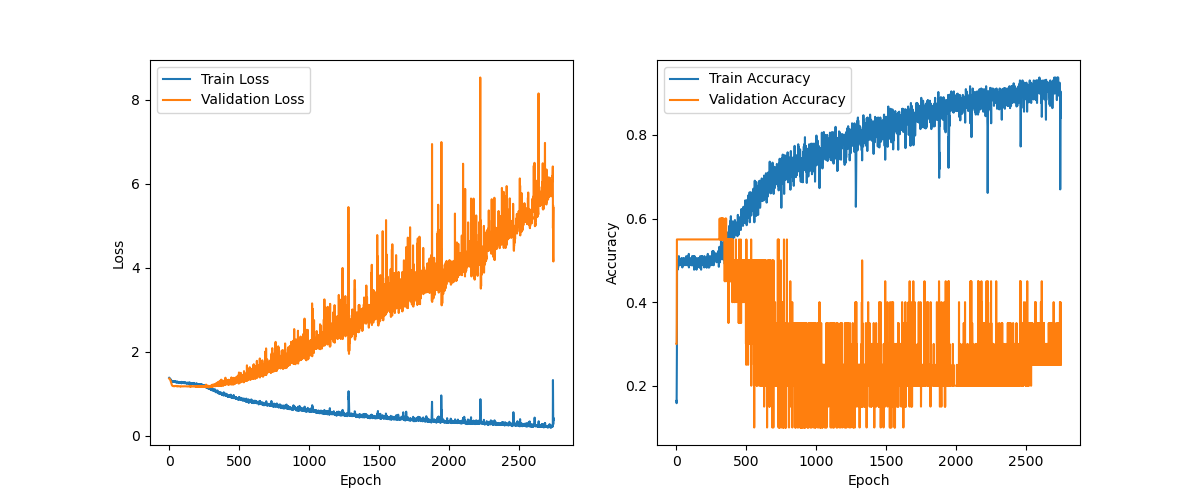 Train Loss
Validation Loss
8
6
4
2
0
Loss
0 500 1000 1500 2000 2500
Epoch
Train Accuracy
Validation Accuracy
0.8
0.6
0.4
0.2
Accuracy
0 500 1000 1500 2000 2500
Epoch